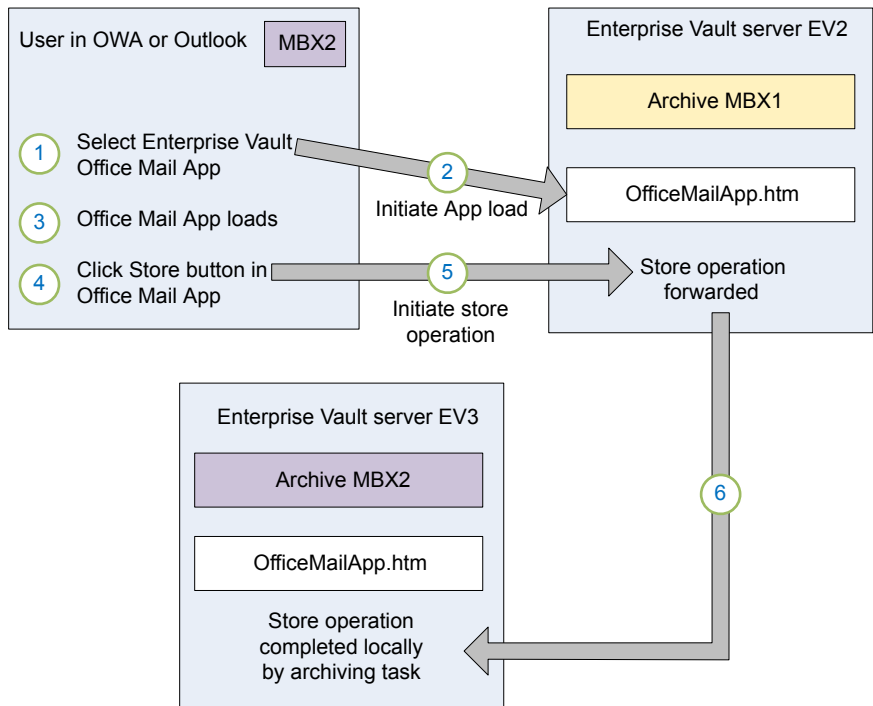 User in OWA or Outlook
MBX2
1
Select Enterprise Vault
Office Mail App
3
Office Mail App loads
4
Click Store button in
Office Mail App
2
Initiate App load
5
Initiate store
operation
Enterprise Vault server EV2
Archive MBX1
OfficeMailApp.htm
Store operation
forwarded
6
Enterprise Vault server EV3
Archive MBX2
OfficeMailApp.htm
Store operation
completed locally
by archiving task